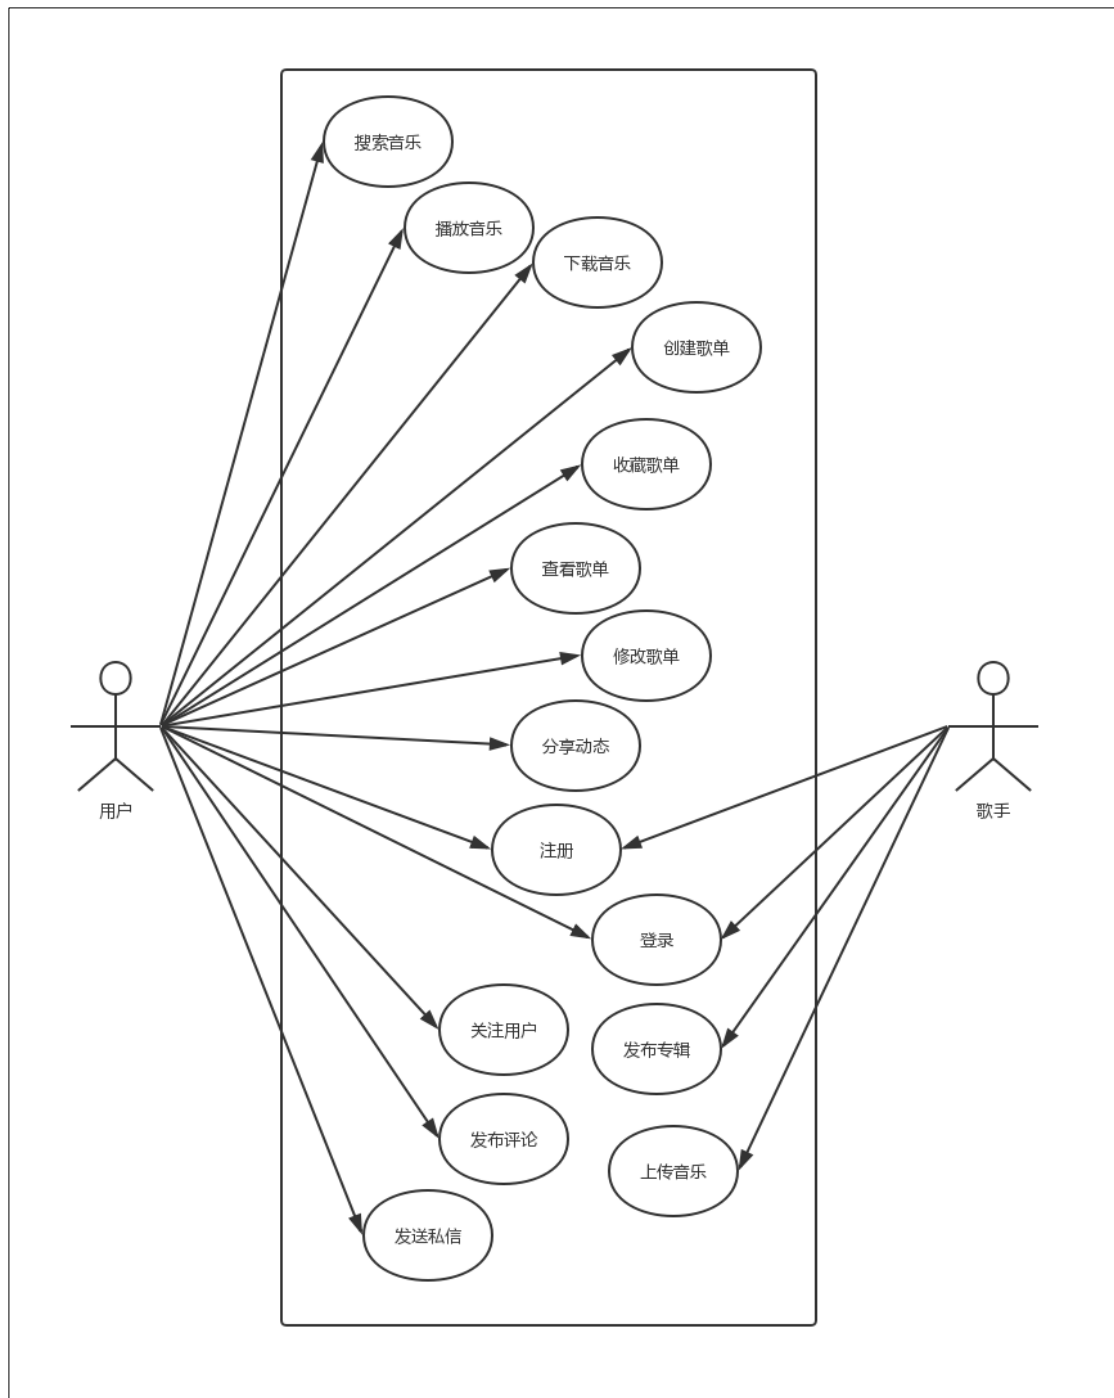 搜索音乐
播放音乐
下载音乐
创建歌单
收藏歌单
查看歌单
修改歌单
分享动态
用户
歌手
注册
登录
关注用户
发布专辑
发布评论
上传音乐
发送私信